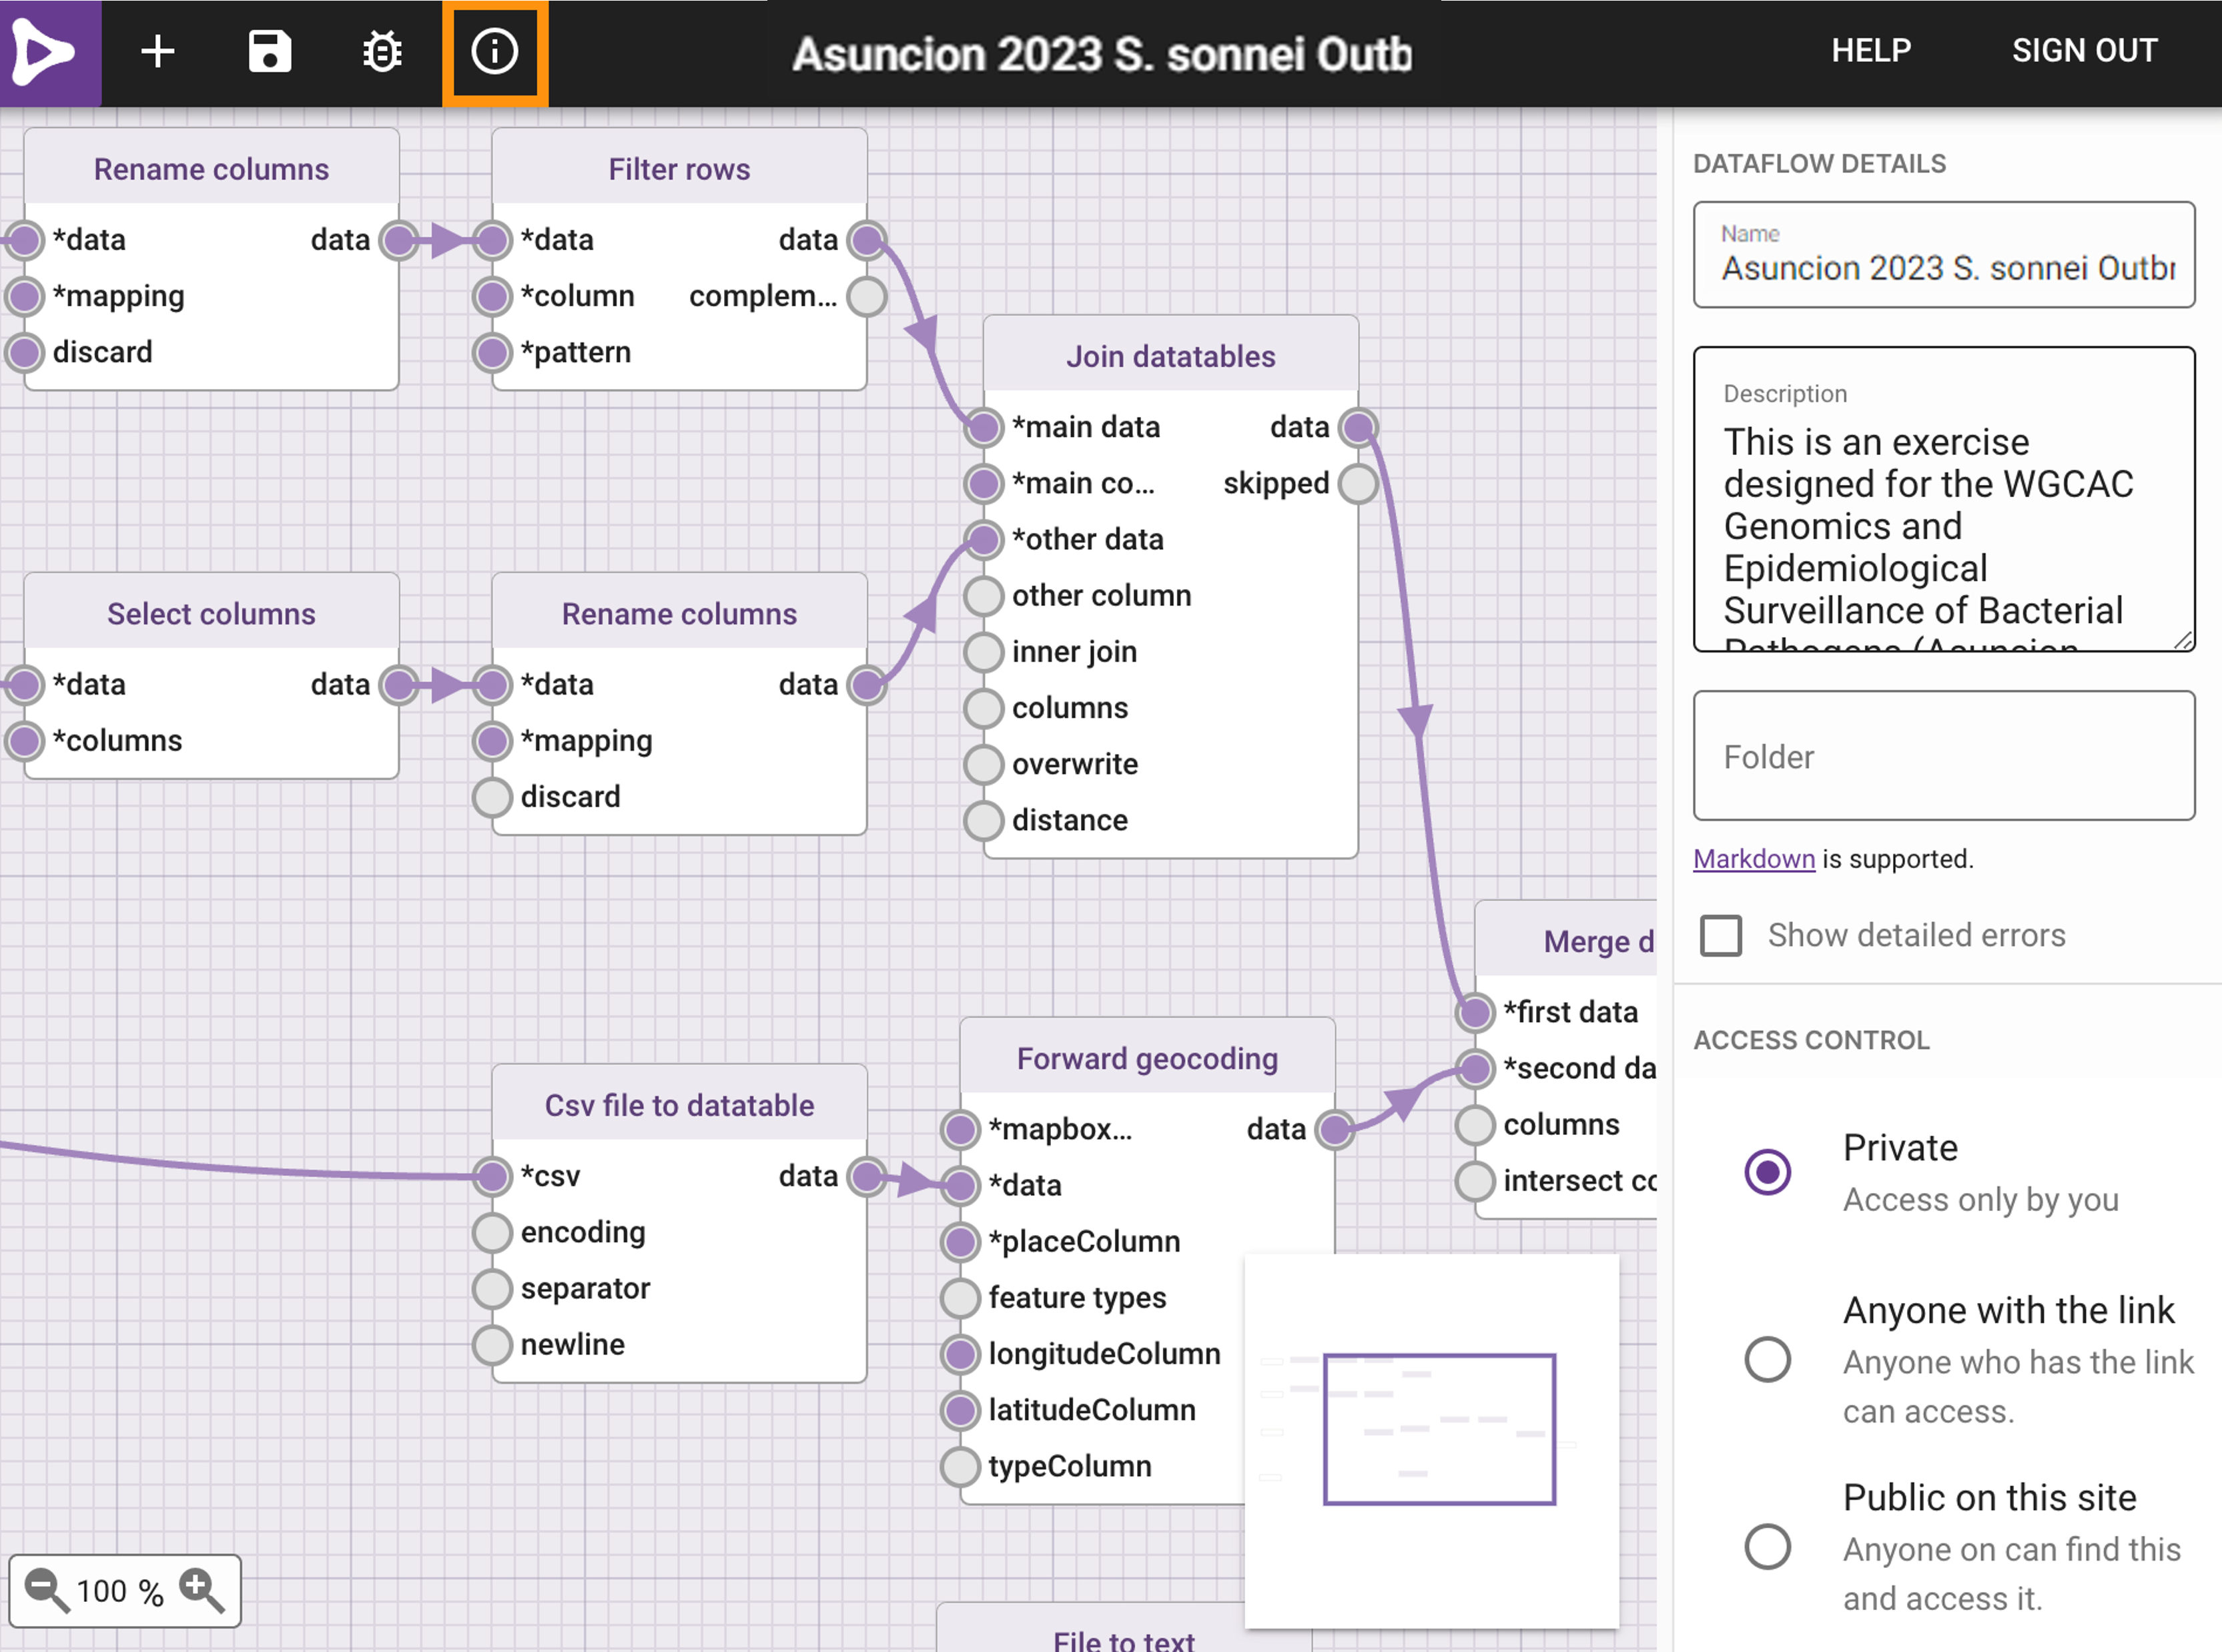 Asuncion 2023 S. sonnei Outb
HELP
SIGN OUT
Rename columns
*data
data
*mapping
discard
Filter rows
*data
data
*column
complem...
*pattern
Join datatables
*main data
data
*main co...
skipped
*other data
other column
inner join
columns
overwrite
distance
Select columns
*data
data
*columns
Rename columns
*data
data
*mapping
discard
Merge d
*first data
*second da
columns
intersect co
Forward geocoding
*mapbox...
data
*data
*placeColumn
feature types
longitudeColumn
latitudeColumn
typeColumn
Csv file to datatable
*csv
data
encoding
separator
newline
File to text
100 %
DATAFLOW DETAILS
Name
Asuncion 2023 S. sonnei Outbr
Description
This is an exercise
designed for the WGCAC
Genomics and
Epidemiological
Surveillance of Bacterial
Pathogens (Asuncion
Folder
Markdown is supported.
Show detailed errors
ACCESS CONTROL
Private
Access only by you
Anyone with the link
Anyone who has the link
can access.
Public on this site
Anyone on can find this
and access it.